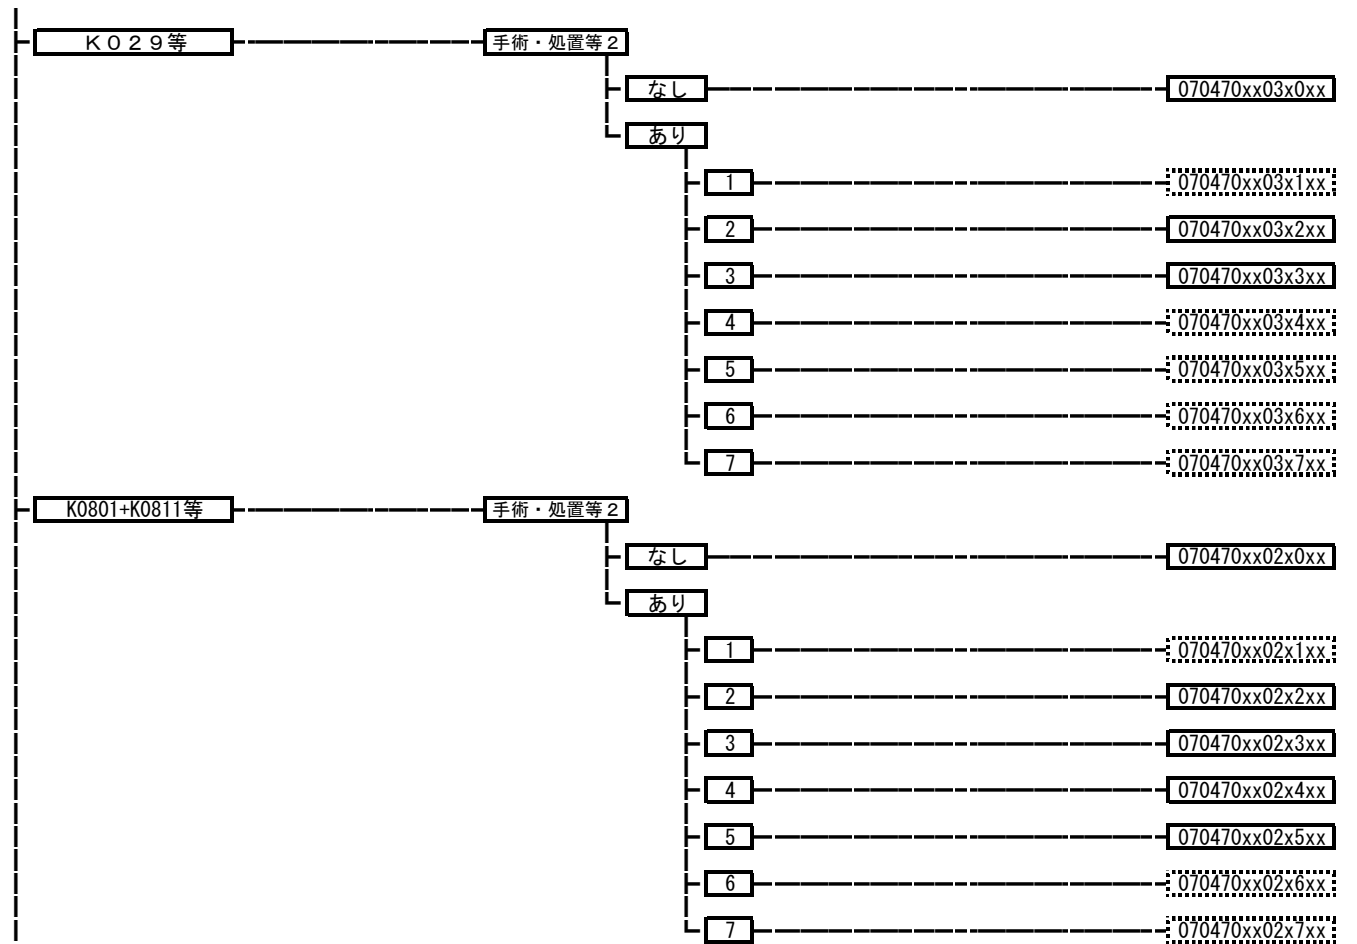 K029等 手術・処置等2
なし 070470xx03x0xx
あり
1 070470xx03x1xx
2 070470xx03x2xx
3 070470xx03x3xx
4 070470xx03x4xx
5 070470xx03x5xx
6 070470xx03x6xx
7 070470xx03x7xx
K0801+K0811等 手術・処置等2
なし 070470xx02x0xx
あり
1 070470xx02x1xx
2 070470xx02x2xx
3 070470xx02x3xx
4 070470xx02x4xx
5 070470xx02x5xx
6 070470xx02x6xx
7 070470xx02x7xx